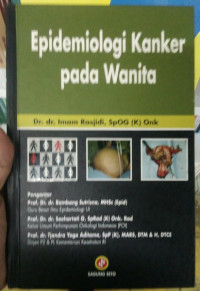 Epidemiologi Kanker
pada Wanita
Dr. dr. Imam Rasjidi, SpOG (K) Onk
Pengantar
Prof. Dr. dr. Bambang Sutrisna, MHSc (Epid)
Guru Besar Ilmu Epidemiologi UI
Prof. Dr. dr. Soehartati G. SpRad (K) Onk. Rad
Ketua Umum Perhimpunan Onkologi Indonesia (POI)
Prof. dr. Tjandra Yoga Aditama, SpP (K), MARS, DTM & H, DTCE
Dirjen P2 & PL Kementerian Kesehatan RI
SAGUNG SETO